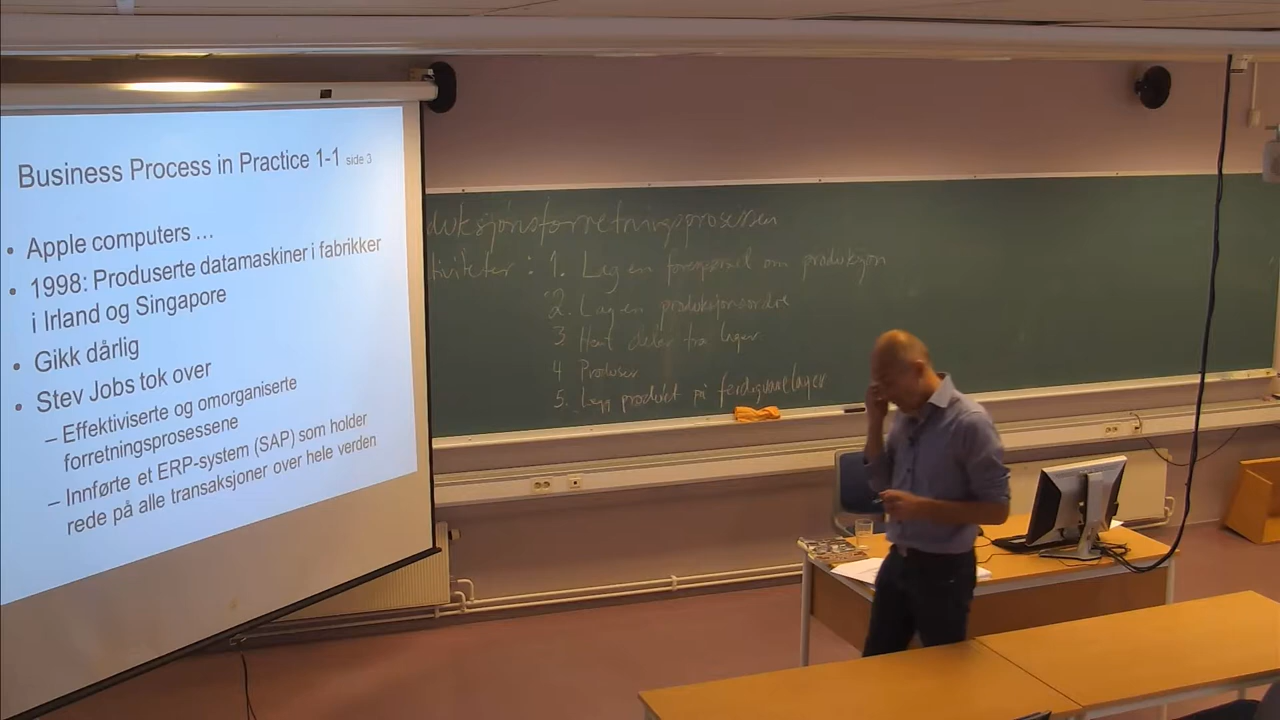 Business Process in Practice 1-1 side 3
• Apple computers ...
• 1998: Produserte datamaskiner i fabrikker
i Irland og Singapore
• Gikk dårlig
• Stev Jobs tok over
– Effektiviserte og omorganiserte
forretningsprosessene
– Innførte et ERP-system (SAP) som holder
rede på alle transaksjoner over hele verden
duksjonsforretningsprosessen
tiviteter : 1. Lag en forespørsel om produksjon
2. Lag en produksjonsordre
3 Hent deler fra lager
4 Produser
5. Legg produkt på ferdigvarelager